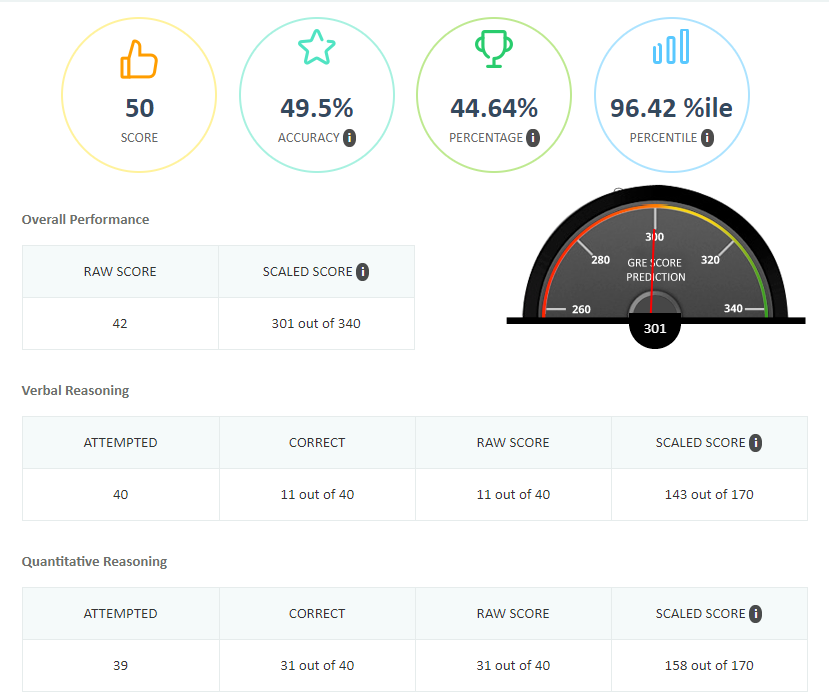 50
SCORE
49.5%
ACCURACY i
44.64%
PERCENTAGE i
96.42 %ile
PERCENTILE i
Overall Performance
RAW SCORE SCALED SCORE i
42 301 out of 340
260 280 300 320 340
GRE SCORE
PREDICTION
301
Verbal Reasoning
ATTEMPTED CORRECT RAW SCORE SCALED SCORE i
40 11 out of 40 11 out of 40 143 out of 170
Quantitative Reasoning
ATTEMPTED CORRECT RAW SCORE SCALED SCORE i
39 31 out of 40 31 out of 40 158 out of 170